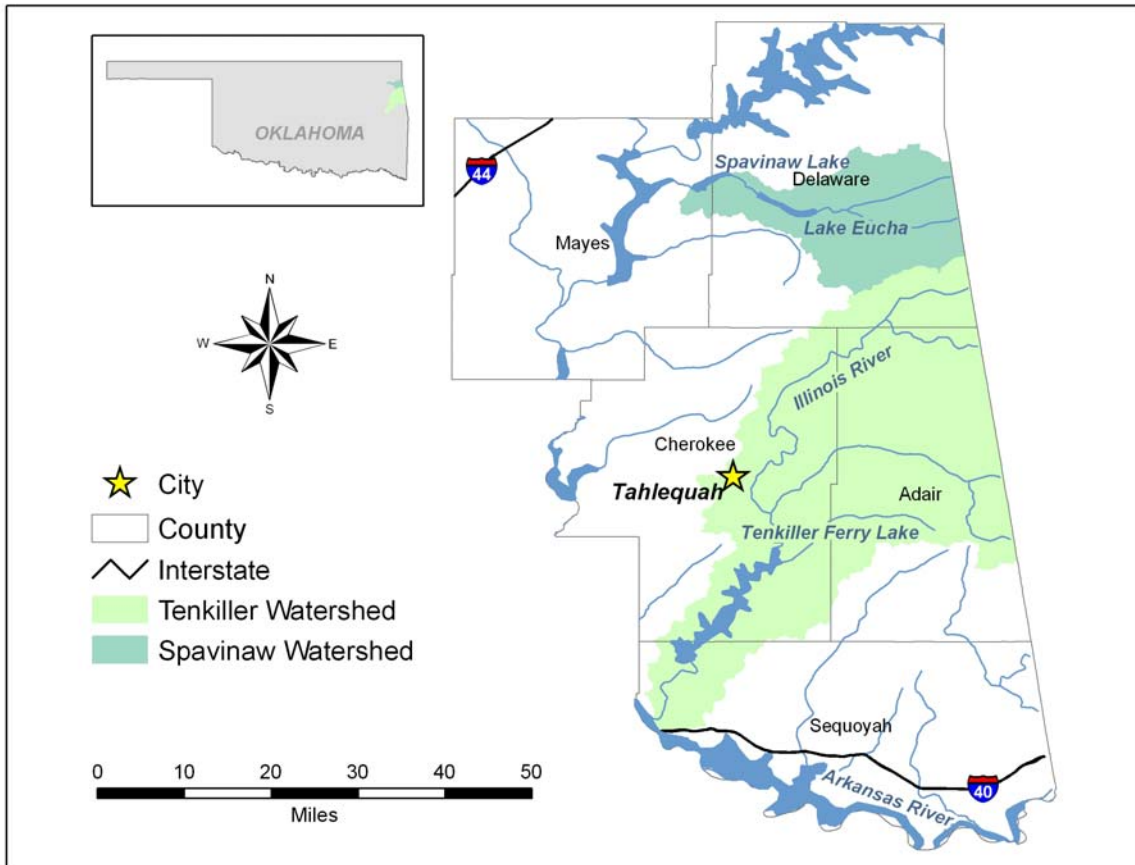 OKLAHOMA
44
Spavinaw Lake
Delaware
Lake Eucha
Mayes
N
W
E
S
Illinois River
Cherokee
Tahlequah
Adair
Tenkiller Ferry Lake
City
County
Interstate
Tenkiller Watershed
Spavinaw Watershed
Sequoyah
0 10 20 30 40 50
Miles
Arkansas River
40